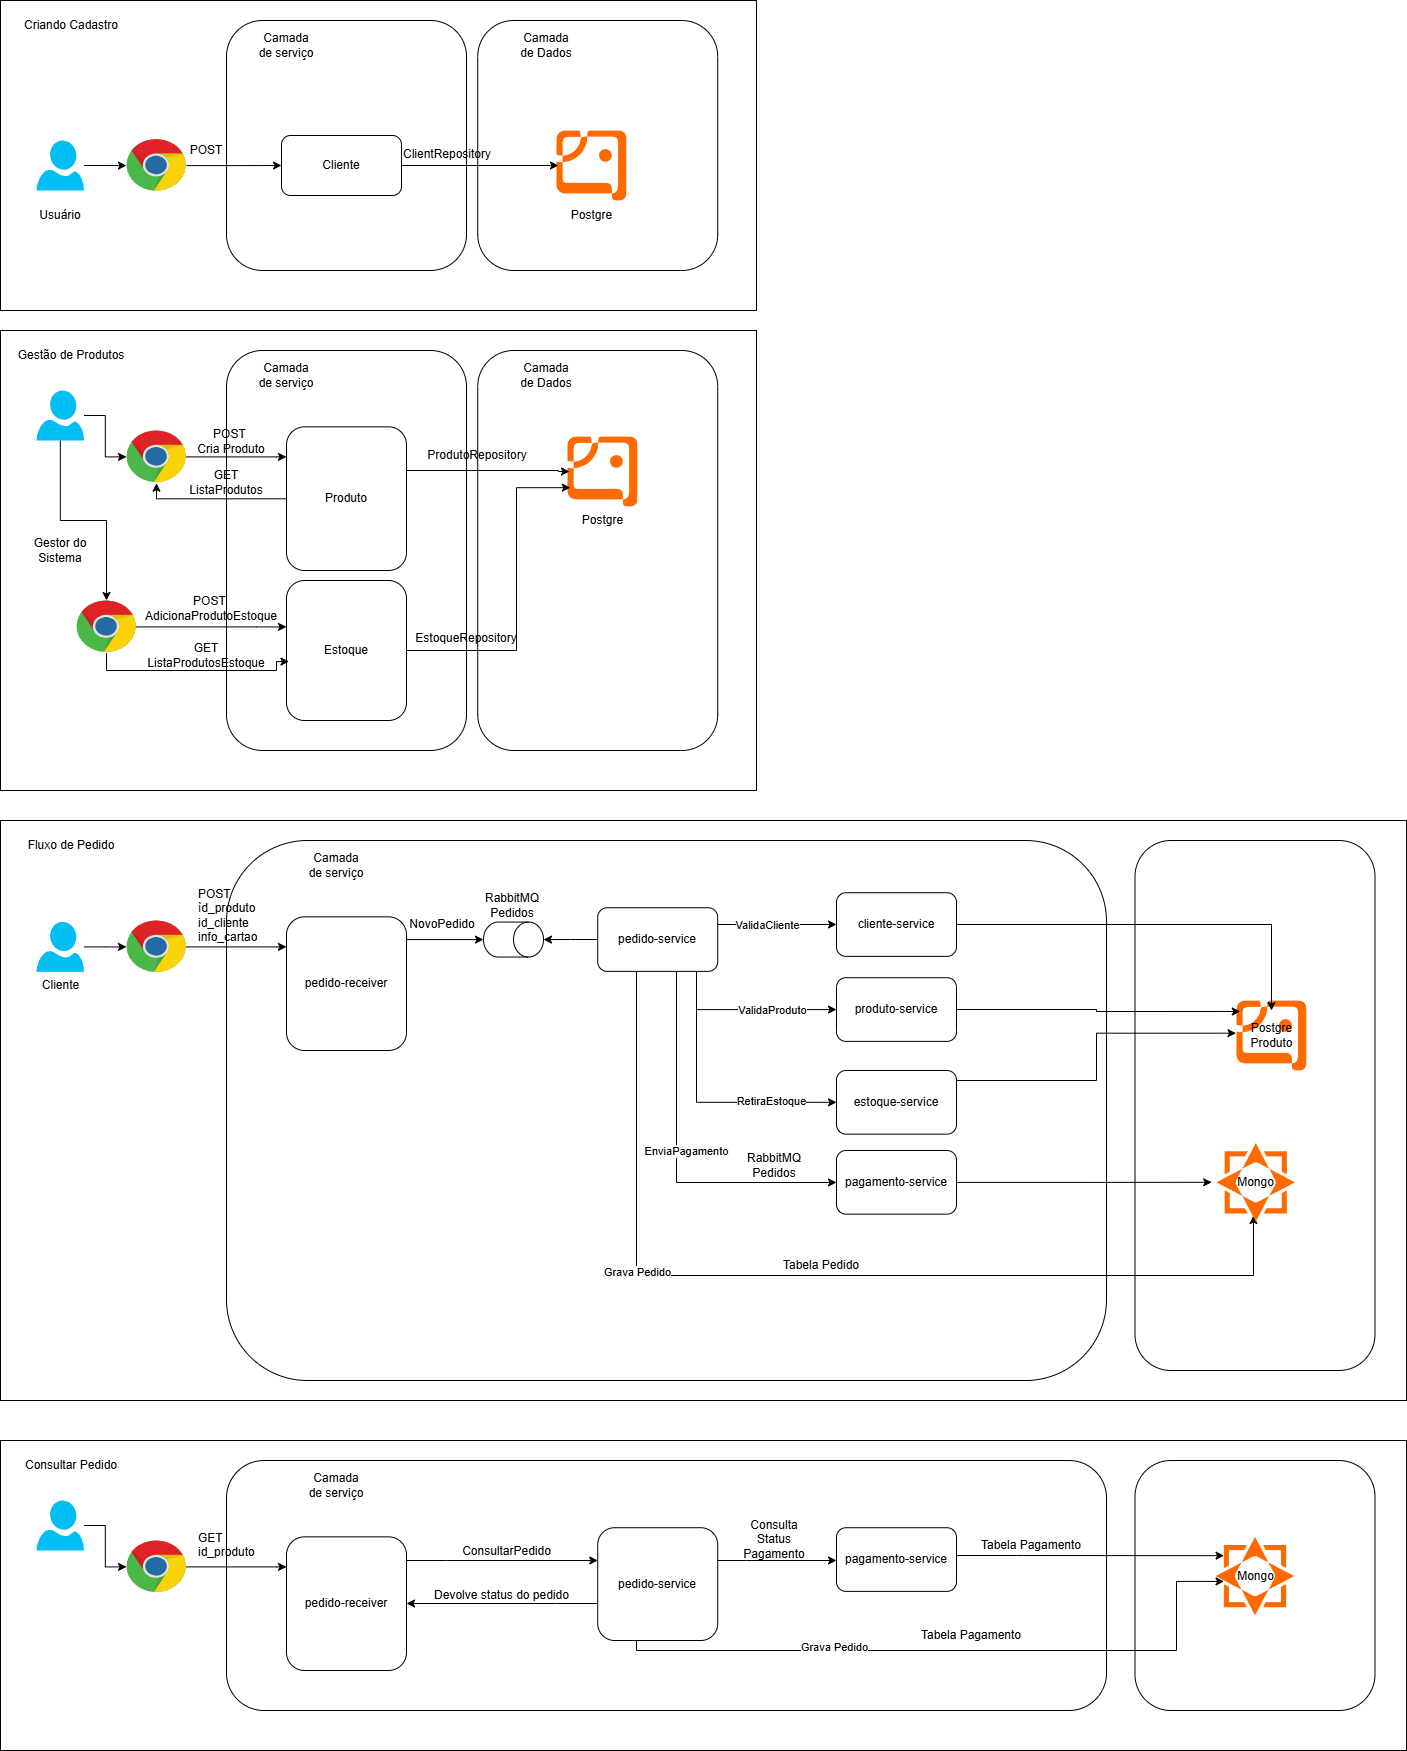 Criando Cadastro
Camada
de serviço
Camada
de Dados
POST
Cliente
ClientRepository
Usuário
Postgre
Gestão de Produtos
Camada
de serviço
Camada
de Dados
POST
Cria Produto
GET
ListaProdutos
Produto
ProdutoRepository
Postgre
Gestor do
Sistema
POST
AdicionaProdutoEstoque
GET
ListaProdutosEstoque
Estoque
EstoqueRepository
Fluxo de Pedido
Camada
de serviço
POST
id_produto
id_cliente
info_cartao
Cliente
pedido-receiver
NovoPedido
RabbitMQ
Pedidos
pedido-service
ValidaCliente
cliente-service
ValidaProduto
produto-service
Postgre
Produto
RetiraEstoque
estoque-service
EnviaPagamento
RabbitMQ
Pedidos
pagamento-service
Mongo
Grava Pedido
Tabela Pedido
Consultar Pedido
Camada
de serviço
GET
id_produto
pedido-receiver
ConsultarPedido
Devolve status do pedido
pedido-service
Consulta
Status
Pagamento
pagamento-service
Tabela Pagamento
Mongo
Grava Pedido
Tabela Pagamento